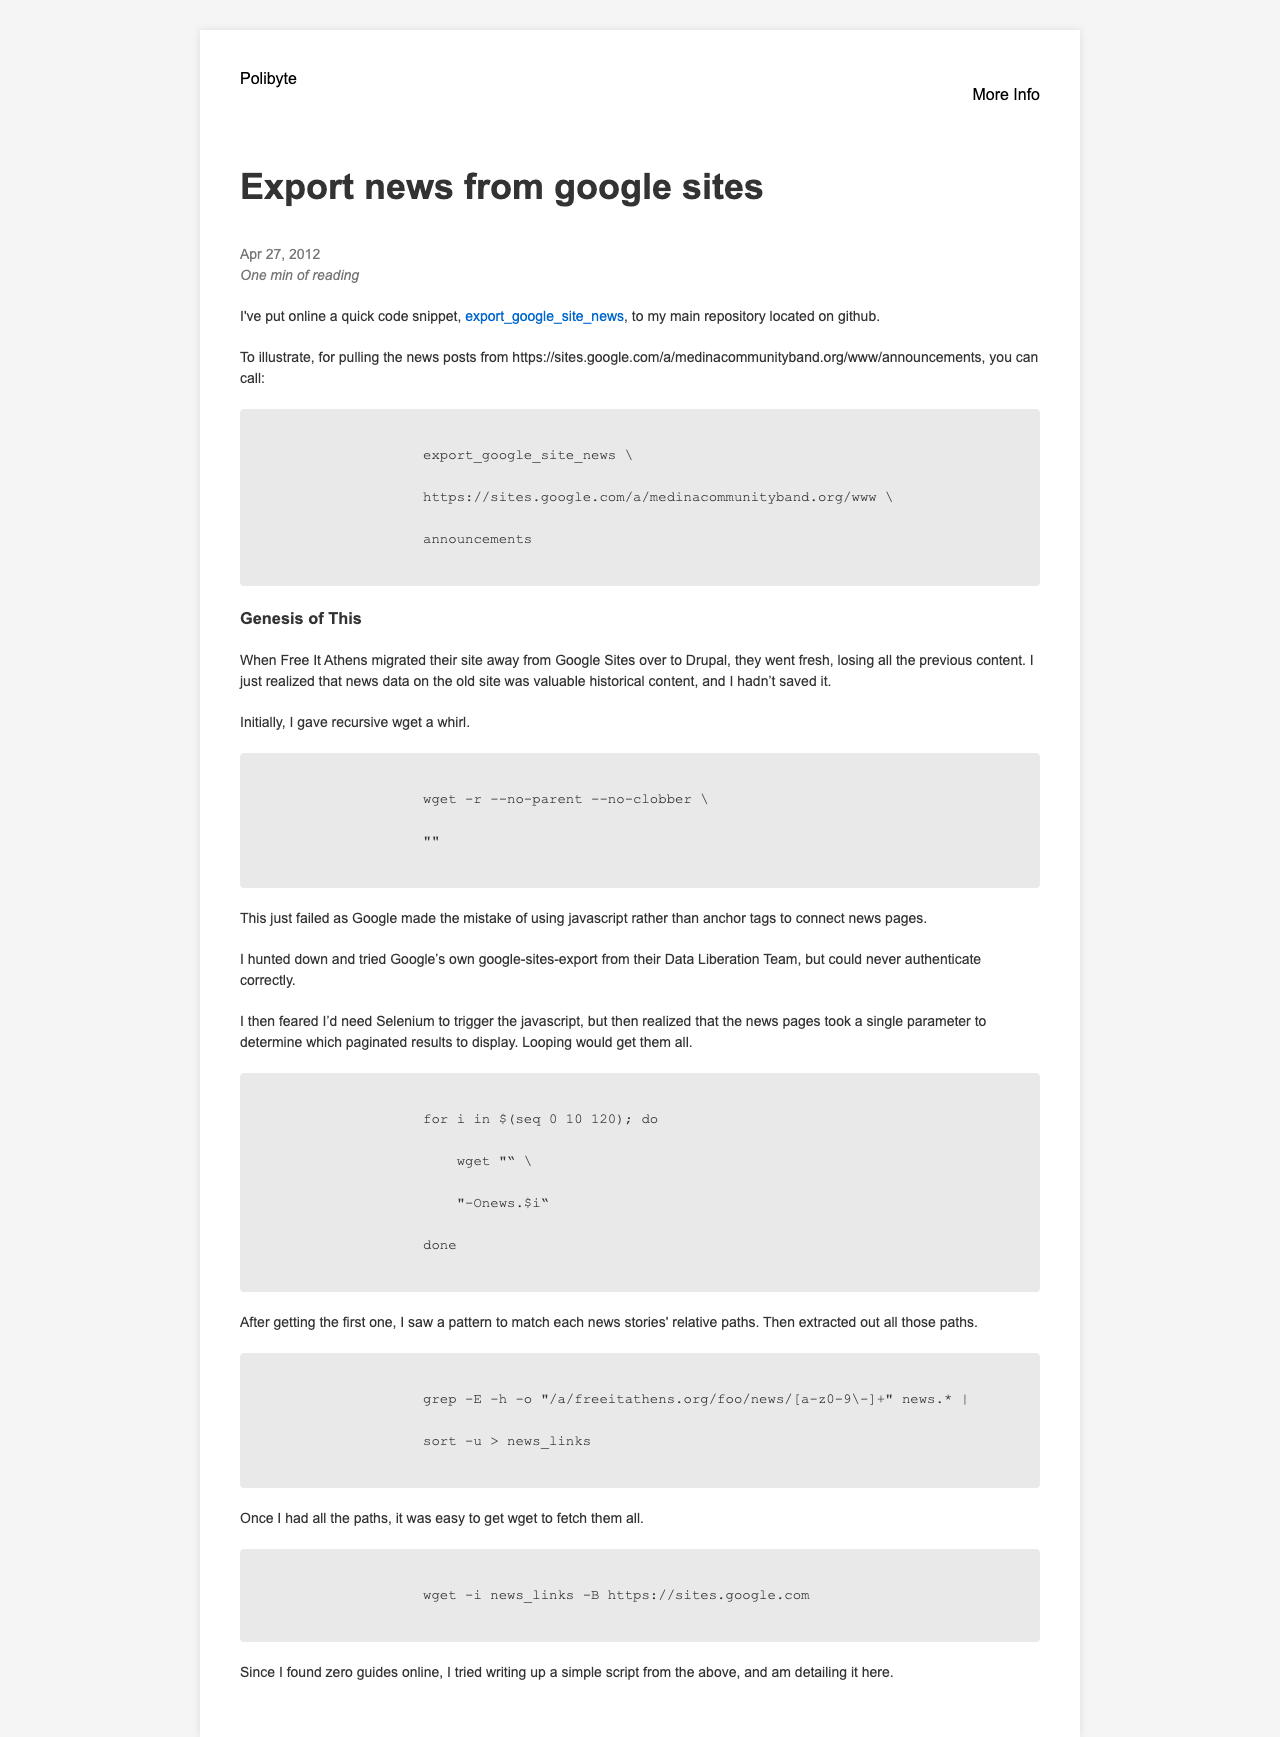 Polibyte
More Info
Export news from google sites
Apr 27, 2012
One min of reading
I've put online a quick code snippet, export_google_site_news, to my main repository located on github.
To illustrate, for pulling the news posts from https://sites.google.com/a/medinacommunityband.org/www/announcements, you can
call:
export_google_site_news \
https://sites.google.com/a/medinacommunityband.org/www \
announcements
Genesis of This
When Free It Athens migrated their site away from Google Sites over to Drupal, they went fresh, losing all the previous content. I
just realized that news data on the old site was valuable historical content, and I hadn’t saved it.
Initially, I gave recursive wget a whirl.
wget -r --no-parent --no-clobber \
""
This just failed as Google made the mistake of using javascript rather than anchor tags to connect news pages.
I hunted down and tried Google’s own google-sites-export from their Data Liberation Team, but could never authenticate
correctly.
I then feared I’d need Selenium to trigger the javascript, but then realized that the news pages took a single parameter to
determine which paginated results to display. Looping would get them all.
for i in $(seq 0 10 120); do
    wget "“ \
    "-Onews.$i“
done
After getting the first one, I saw a pattern to match each news stories' relative paths. Then extracted out all those paths.
grep -E -h -o "/a/freeitathens.org/foo/news/[a-z0-9\-]+" news.* |
sort -u > news_links
Once I had all the paths, it was easy to get wget to fetch them all.
wget -i news_links -B https://sites.google.com
Since I found zero guides online, I tried writing up a simple script from the above, and am detailing it here.